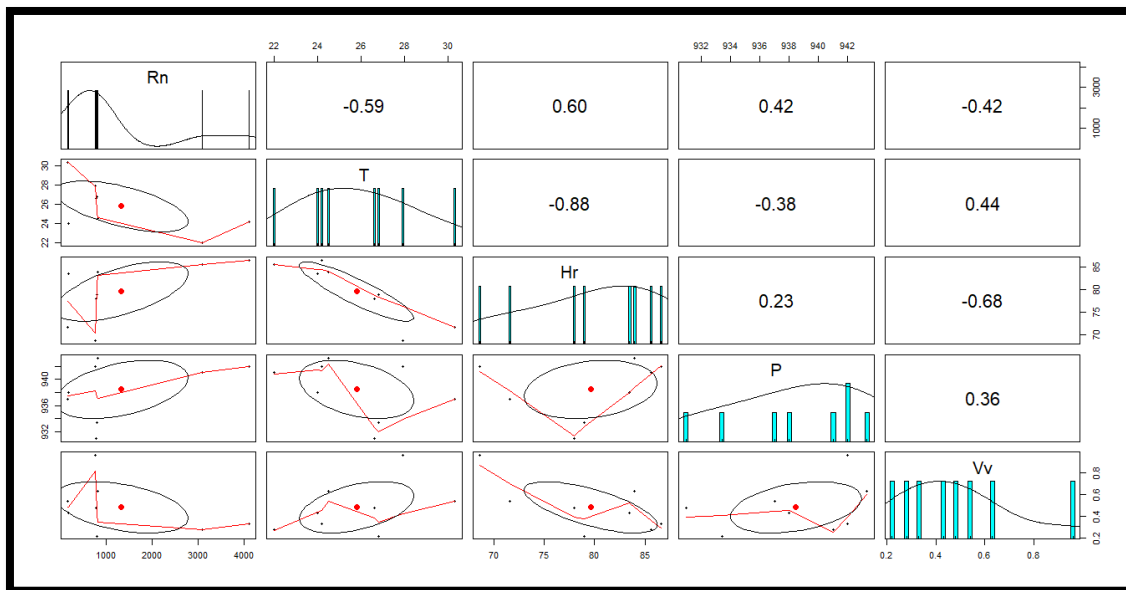 22 24 26 28 30 932 934 936 938 940 942
Rn -0.59 0.60 0.42 -0.42 1000 3000
22 24 26 28 30 T -0.88 -0.38 0.44
Hr 0.23 -0.68 70 75 80 85
932 936 940 P 0.36
Vv 0.2 0.4 0.6 0.8
0 1000 2000 3000 4000 70 75 80 85 0.2 0.4 0.6 0.8